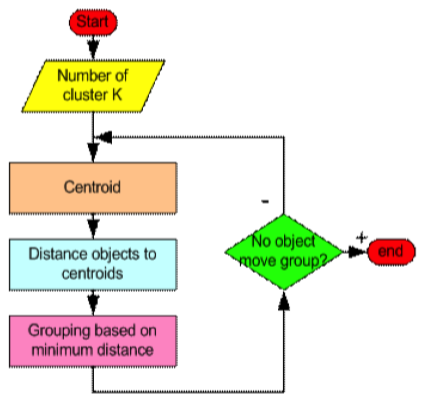 Start
Number of
cluster K
Centroid
Distance objects to
centroids
Grouping based on
minimum distance
-
No object
move group?
+
end